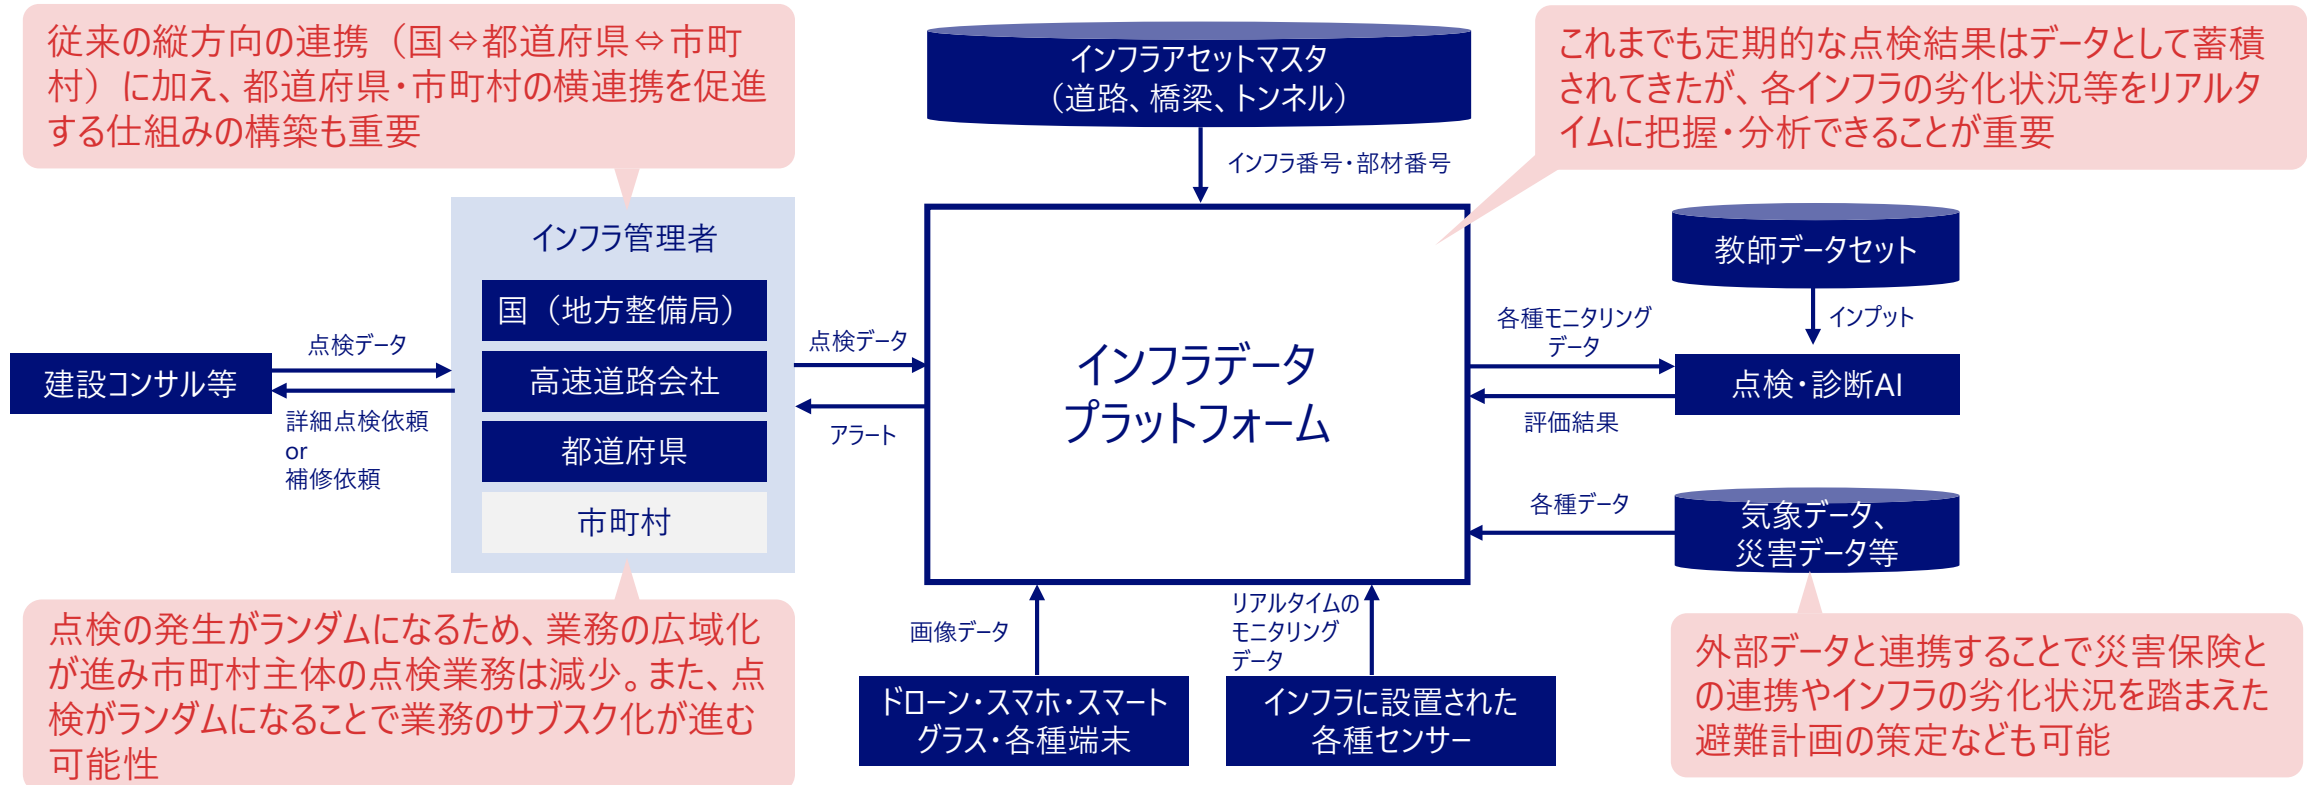 従来の縦方向の連携（国⇔都道府県⇔市町
村）に加え、都道府県・市町村の横連携を促進
する仕組みの構築も重要
インフラアセットマスタ
（道路、橋梁、トンネル）
これまでも定期的な点検結果はデータとして蓄積
されてきたが、各インフラの劣化状況等をリアルタ
イムに把握・分析できることが重要
インフラ番号・部材番号
インフラ管理者
国（地方整備局）
高速道路会社
都道府県
市町村
建設コンサル等
点検データ
詳細点検依頼
or
補修依頼
点検データ
アラート
インフラデータ
プラットフォーム
教師データセット
インプット
各種モニタリング
データ
点検・診断AI
評価結果
各種データ
気象データ、
災害データ等
画像データ
リアルタイムの
モニタリング
データ
ドローン・スマホ・スマート
グラス・各種端末
インフラに設置された
各種センサー
点検の発生がランダムになるため、業務の広域化
が進み市町村主体の点検業務は減少。また、点
検がランダムになることで業務のサブスク化が進む
可能性
外部データと連携することで災害保険と
の連携やインフラの劣化状況を踏まえた
避難計画の策定なども可能